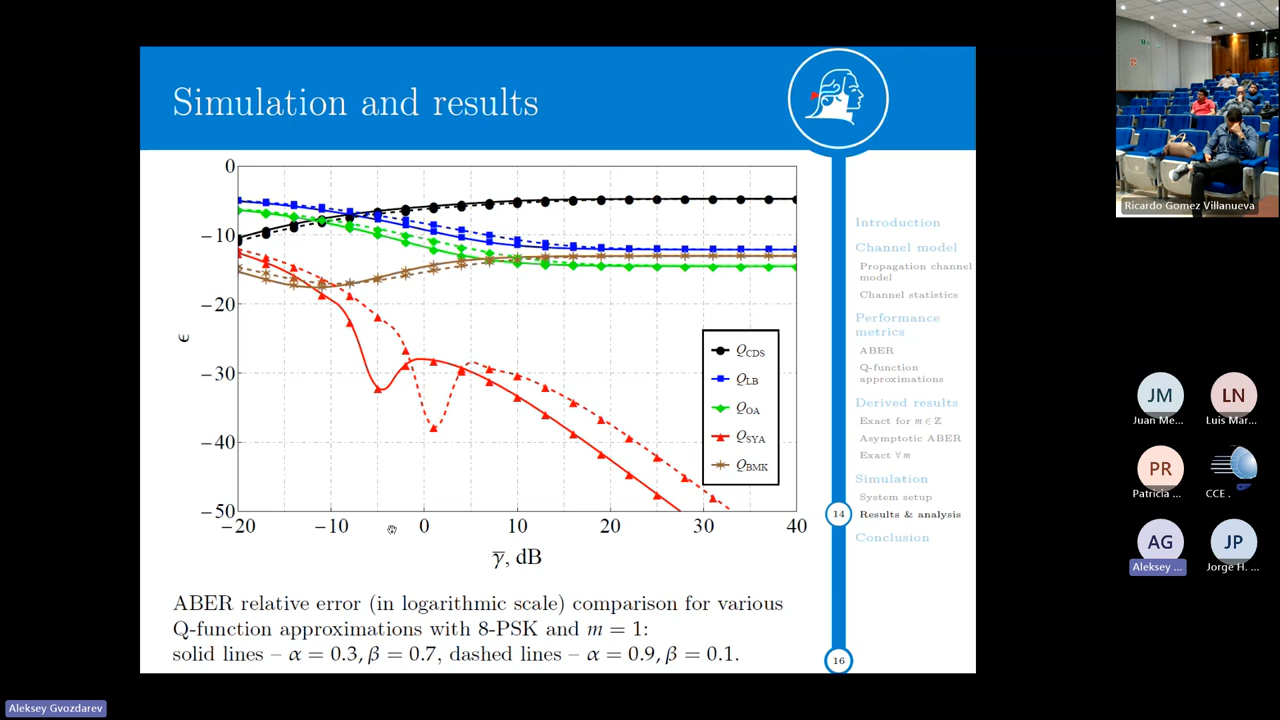 Simulation and results
0
−10
−20
−30
−40
−50
ϵ
−20 −10 0 10 20 30 40
γ̅, dB
Q_CDS
Q_LB
Q_OA
Q_SYA
Q_BMK
ABER relative error (in logarithmic scale) comparison for various
Q-function approximations with 8-PSK and m = 1:
solid lines – α = 0.3, β = 0.7, dashed lines – α = 0.9, β = 0.1.
Introduction
Channel model
Propagation channel
model
Channel statistics
Performance
metrics
ABER
Q-function
approximations
Derived results
Exact for m ∈ Z
Asymptotic ABER
Exact ∀ m
Simulation
System setup
14 Results & analysis
Conclusion
16
Ricardo Gomez Villanueva
JM
Juan Me...
LN
Luis Mar...
PR
Patricia ...
CCE .
AG
Aleksey ...
JP
Jorge H. ...
Aleksey Gvozdarev